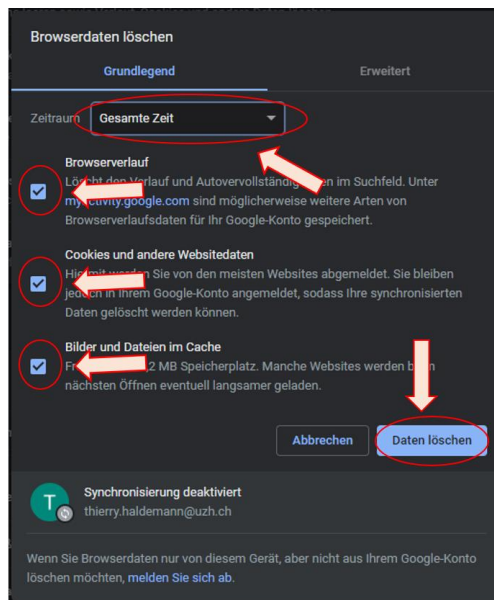 Browserdaten löschen
Grundlegend
Erweitert
Zeitraum Gesamte Zeit
Browserverlauf
Löscht den Verlauf und im Suchfeld. Unter
myactivity.google.com sind möglicherweise weitere Arten von
Browserverlaufsdaten für Ihr Google-Konto gespeichert.
Cookies und andere Websitedaten
Hiermit werden Sie von den meisten Websites abgemeldet. Sie bleiben
jedoch in Ihrem Google-Konto angemeldet, sodass Ihre synchronisierten
Daten gelöscht werden können.
Bilder und Dateien im Cache
MB Speicherplatz. Manche Websites werden beim
nächsten Öffnen eventuell langsamer geladen.
Abbrechen
Daten löschen
T
Synchronisierung deaktiviert
thierry.haldemann@uzh.ch
Wenn Sie Browserdaten nur von diesem Gerät, aber nicht aus Ihrem Google-Konto
löschen möchten, melden Sie sich ab.